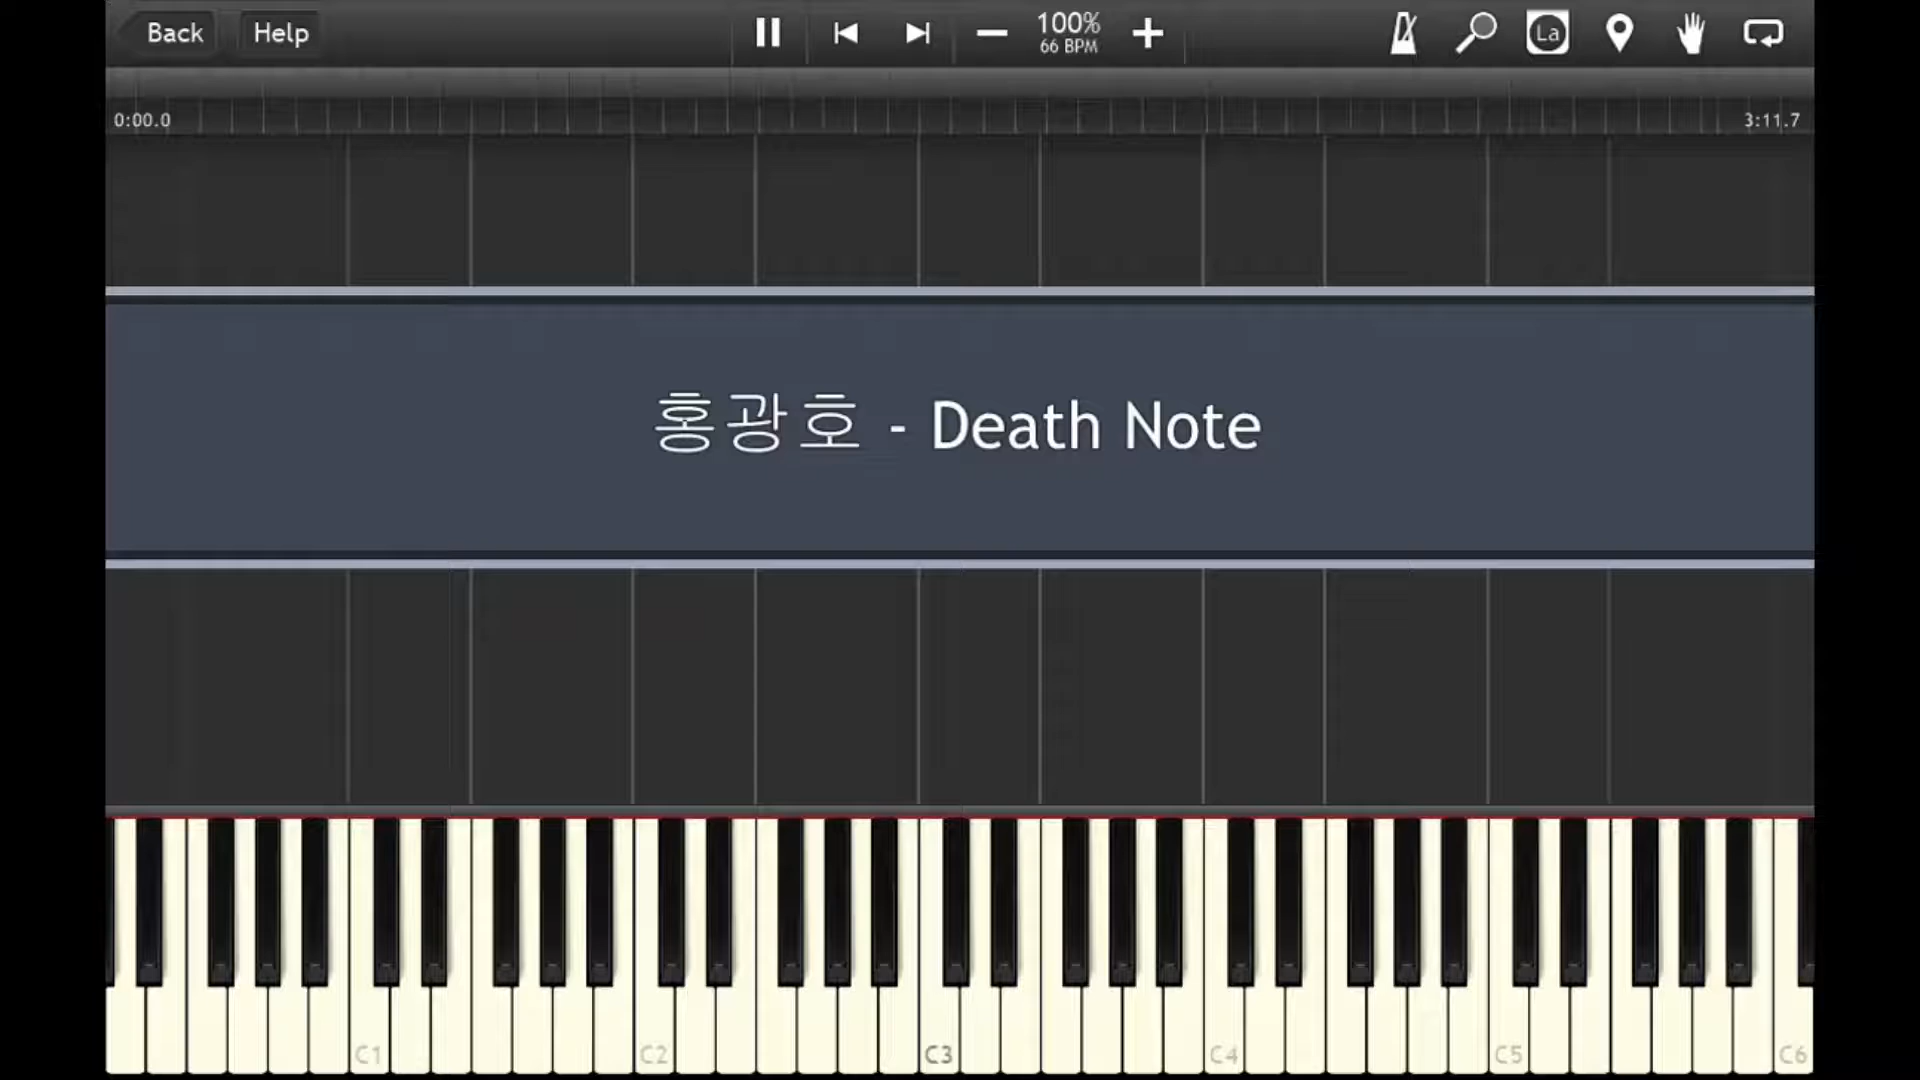 Back
Help
100%
66 BPM
La
0:00.0
3:11.7
홍광호 - Death Note
C1
C2
C3
C4
C5
C6